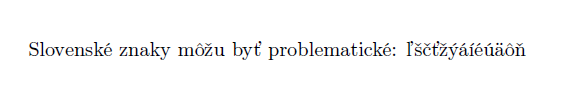 Slovenské znaky môžu byť problematické: ľščťžýáíéúäôň